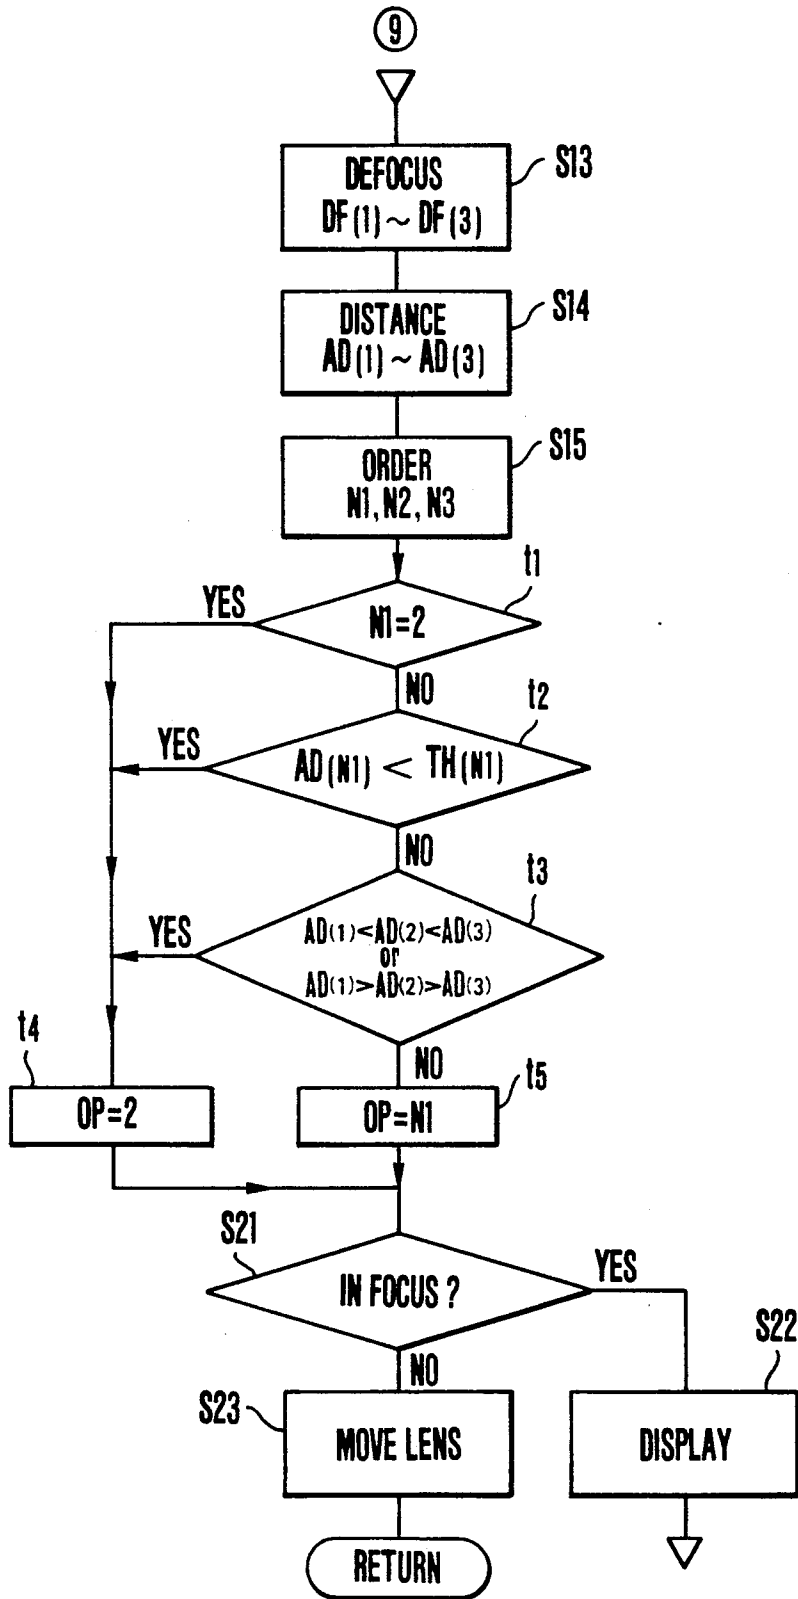 9
DEFOCUS
DF(1) ~ DF(3)
S13
DISTANCE
AD(1) ~ AD(3)
S14
ORDER
N1, N2, N3
S15
t1
YES
N1=2
NO
t2
YES
AD(N1) < TH(N1)
NO
t3
YES
AD(1)<AD(2)<AD(3)
or
AD(1)>AD(2)>AD(3)
NO
t4
OP=2
t5
OP=N1
S21
IN FOCUS ?
YES
NO
S22
S23
MOVE LENS
DISPLAY
RETURN